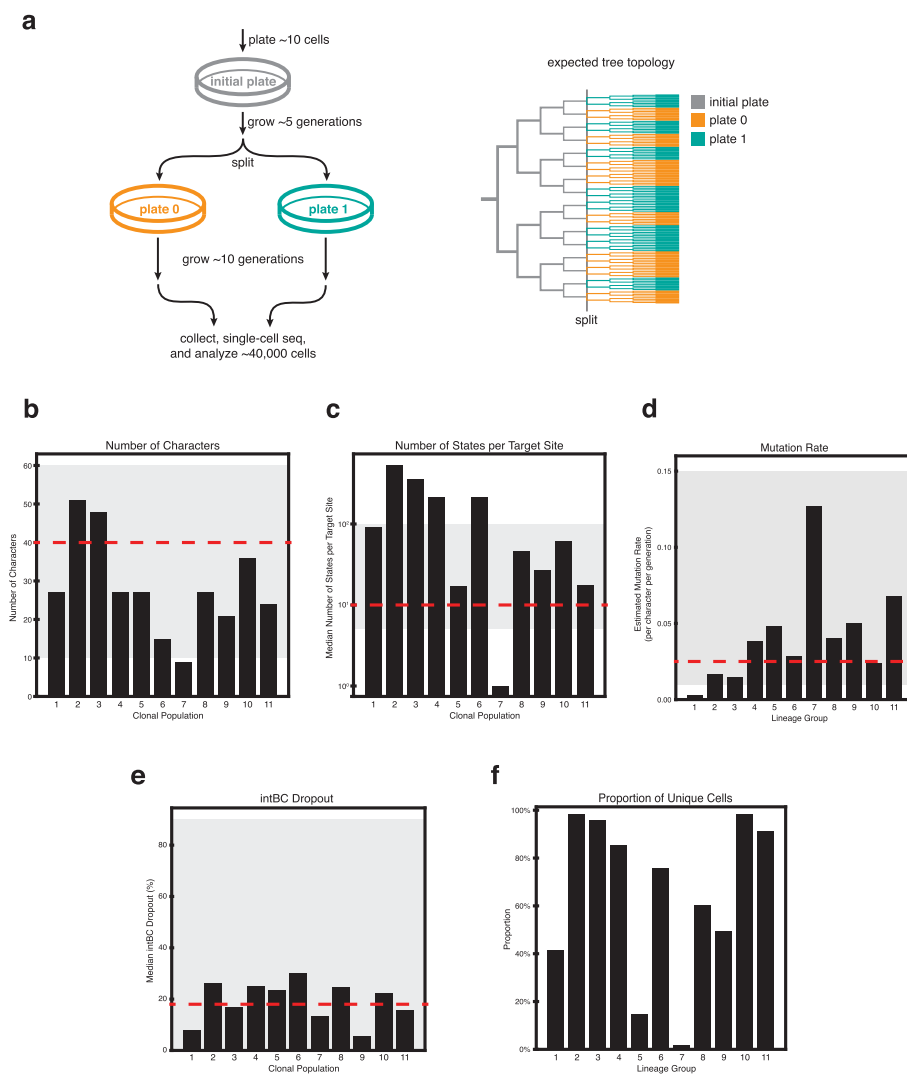 a
plate ~10 cells
initial plate
grow ~5 generations
split
plate 0
plate 1
grow ~10 generations
collect, single-cell seq,
and analyze ~40,000 cells
expected tree topology
initial plate
plate 0
plate 1
split
b
Number of Characters
Number of Characters
60
50
40
30
20
10
0
1 2 3 4 5 6 7 8 9 10 11
Clonal Population
c
Number of States per Target Site
Median Number of States per Target Site
10²
10¹
10⁰
1 2 3 4 5 6 7 8 9 10 11
Clonal Population
d
Mutation Rate
Estimated Mutation Rate
(per character per generation)
0.15
0.10
0.05
0.00
1 2 3 4 5 6 7 8 9 10 11
Lineage Group
e
intBC Dropout
Median intBC Dropout (%)
80
60
40
20
0
1 2 3 4 5 6 7 8 9 10 11
Clonal Population
f
Proportion of Unique Cells
Proportion
100%
80%
60%
40%
20%
0%
1 2 3 4 5 6 7 8 9 10 11
Lineage Group